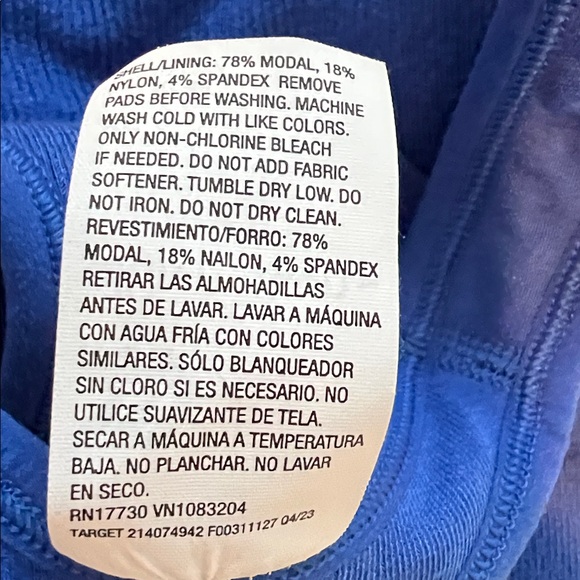 SHELL/LINING: 78% MODAL, 18%
NYLON, 4% SPANDEX REMOVE
PADS BEFORE WASHING. MACHINE
WASH COLD WITH LIKE COLORS.
ONLY NON-CHLORINE BLEACH
IF NEEDED. DO NOT ADD FABRIC
SOFTENER. TUMBLE DRY LOW. DO
NOT IRON. DO NOT DRY CLEAN.
REVESTIMIENTO/FORRO: 78%
MODAL, 18% NAILON, 4% SPANDEX
RETIRAR LAS ALMOHADILLAS
ANTES DE LAVAR. LAVAR A MÁQUINA
CON AGUA FRÍA CON COLORES
SIMILARES. SÓLO BLANQUEADOR
SIN CLORO SI ES NECESARIO. NO
UTILICE SUAVIZANTE DE TELA.
SECAR A MÁQUINA A TEMPERATURA
BAJA. NO PLANCHAR. NO LAVAR
EN SECO.
RN17730 VN1083204
TARGET 214074942 F00311127 04/23